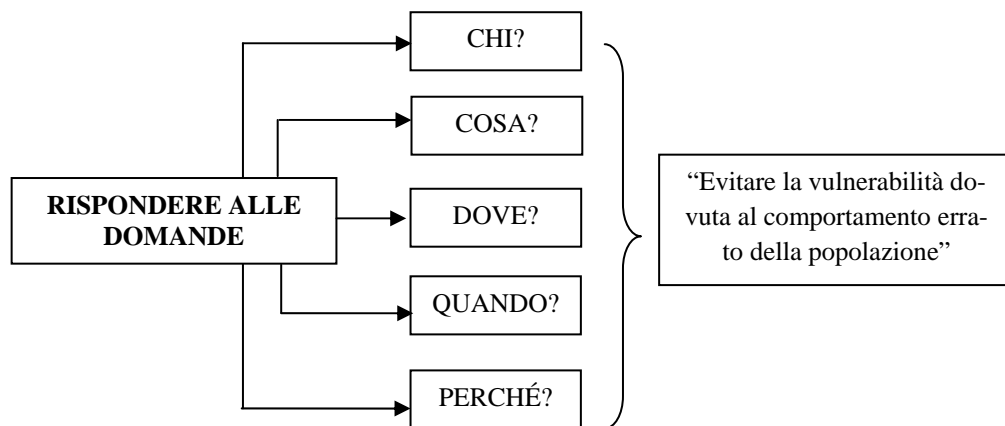 CHI?
COSA?
RISPONDERE ALLE
DOMANDE
DOVE?
QUANDO?
PERCHÉ?
“Evitare la vulnerabilità do-
vuta al comportamento erra-
to della popolazione”